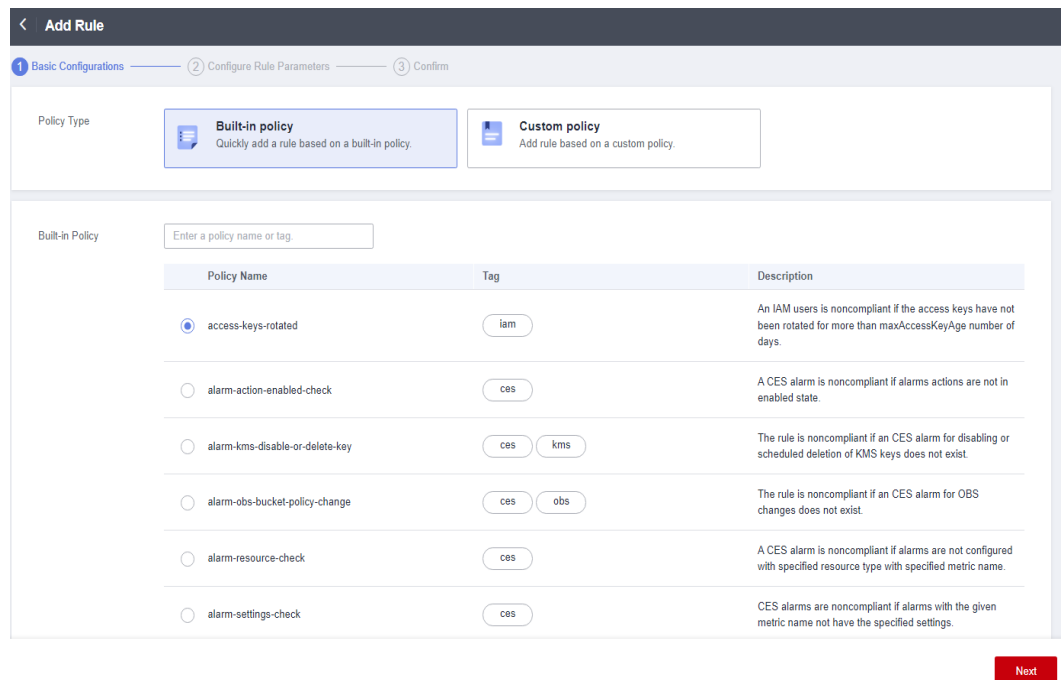 Add Rule
1 Basic Configurations 2 Configure Rule Parameters 3 Confirm
Policy Type
Built-in policy
Quickly add a rule based on a built-in policy.
Custom policy
Add rule based on a custom policy.
Built-in Policy
Enter a policy name or tag.
Policy Name Tag Description
access-keys-rotated iam
An IAM users is noncompliant if the access keys have not
been rotated for more than maxAccessKeyAge number of
days.
alarm-action-enabled-check ces
A CES alarm is noncompliant if alarms actions are not in
enabled state.
alarm-kms-disable-or-delete-key ces kms
The rule is noncompliant if an CES alarm for disabling or
scheduled deletion of KMS keys does not exist.
alarm-obs-bucket-policy-change ces obs
The rule is noncompliant if an CES alarm for OBS
changes does not exist.
alarm-resource-check ces
A CES alarm is noncompliant if alarms are not configured
with specified resource type with specified metric name.
alarm-settings-check ces
CES alarms are noncompliant if alarms with the given
metric name not have the specified settings.
Next